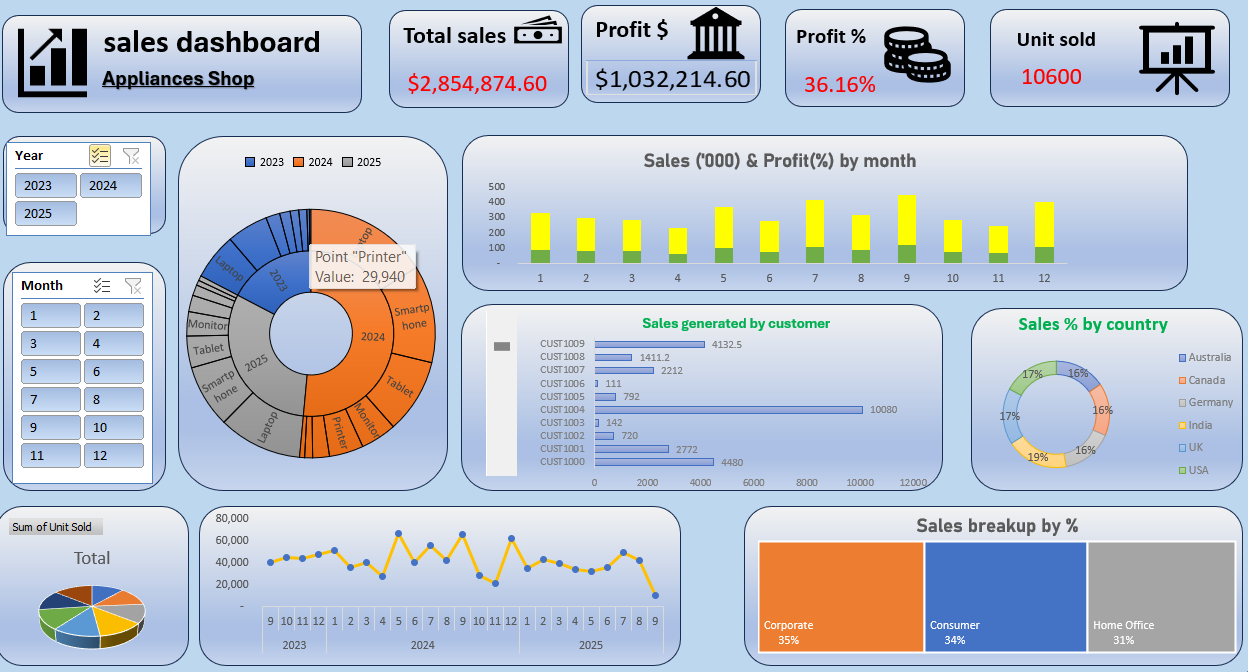 sales dashboard
Appliances Shop
Total sales
$2,854,874.60
Profit $
$1,032,214.60
Profit %
36.16%
Unit sold
10600
Year
2023 2024
2025
Month
1 2
3 4
5 6
7 8
9 10
11 12
2023 2024 2025
2023
Laptop
2024
Smartp
hone
Tablet
Monitor
Printer
2025
Laptop
Smartp
hone
Tablet
Monitor
Point "Printer"
Value: 29,940
Sales ('000) & Profit(%) by month
500
400
300
200
100
-
1 2 3 4 5 6 7 8 9 10 11 12
Sales generated by customer
CUST1009 4132.5
CUST1008 1411.2
CUST1007 2212
CUST1006 111
CUST1005 792
CUST1004 10080
CUST1003 142
CUST1002 720
CUST1001 2772
CUST1000 4480
0 2000 4000 6000 8000 10000 12000
Sales % by country
16%
16%
16%
19%
17%
17%
Australia
Canada
Germany
India
UK
USA
Sum of Unit Sold
Total
80,000
60,000
40,000
20,000
-
9 10 11 12 1 2 3 4 5 6 7 8 9 10 11 12 1 2 3 4 5 6 7 8 9
2023 2024 2025
Sales breakup by %
Corporate
35%
Consumer
34%
Home Office
31%